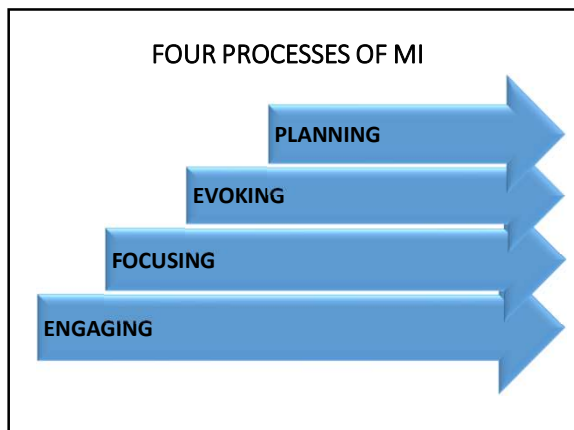 FOUR PROCESSES OF MI
PLANNING
EVOKING
FOCUSING
ENGAGING